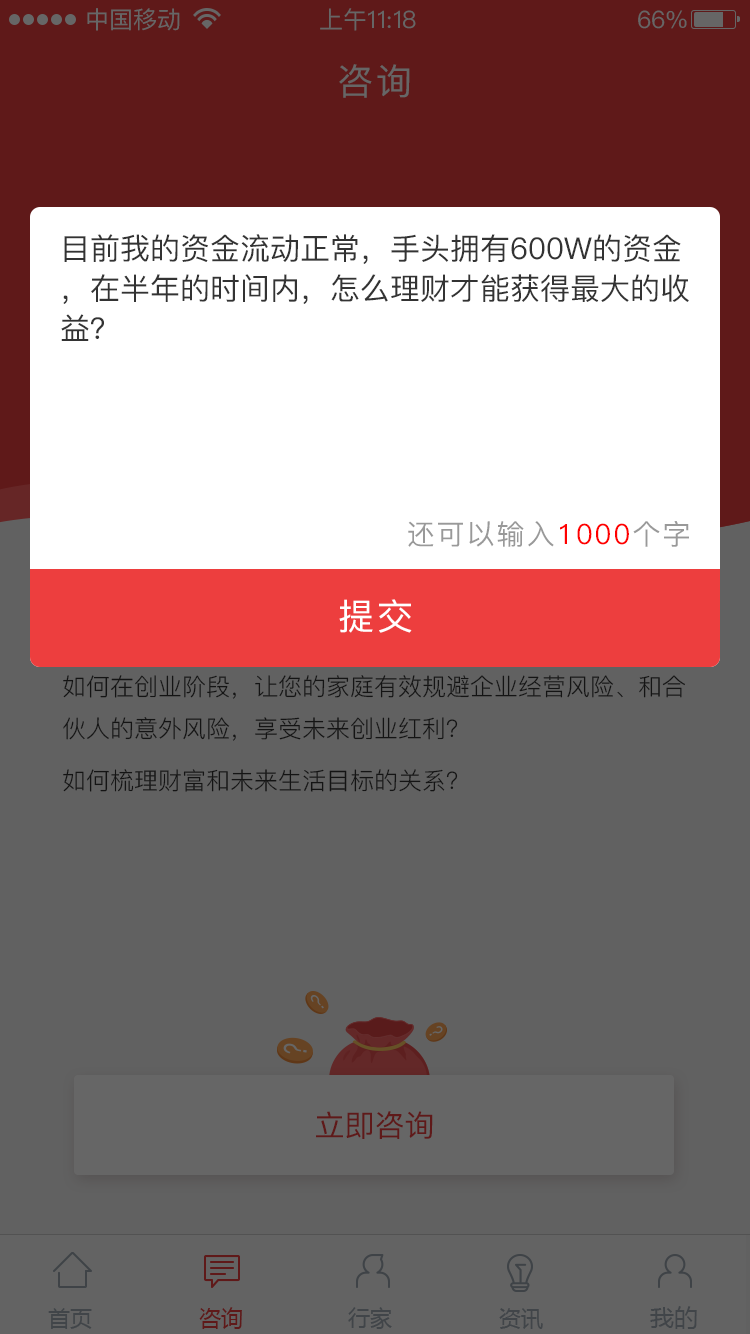 中国移动 上午11:18 66%
咨询
目前我的资金流动正常，手头拥有600W的资金
，在半年的时间内，怎么理财才能获得最大的收
益?
还可以输入1000个字
提交
如何在创业阶段，让您的家庭有效规避企业经营风险、和合
伙人的意外风险，享受未来创业红利?
如何梳理财富和未来生活目标的关系?
立即咨询
首页 咨询 行家 资讯 我的